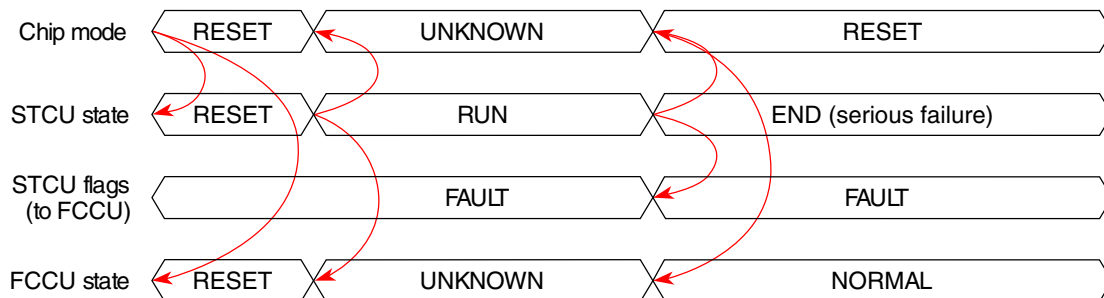 Chip mode RESET UNKNOWN RESET
STCU state RESET RUN END (serious failure)
STCU flags
(to FCCU) FAULT FAULT
FCCU state RESET UNKNOWN NORMAL